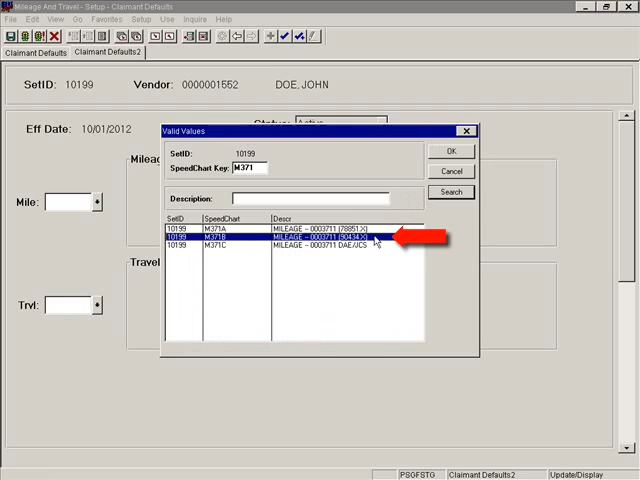 Mileage And Travel - Setup - Claimant Defaults
File Edit View Go Favorites Setup Use Inquire Help
Claimant Defaults Claimant Defaults2
SetID: 10199 Vendor: 0000001552 DOE, JOHN
Eff Date: 10/01/2012 Status: Active
Valid Values
SetID: 10199 OK
SpeedChart Key: M371 Cancel
Description: Search
SetID SpeedChart Descr
10199 M371A MILEAGE -- 0003711 (78851.X)
10199 M371B MILEAGE -- 0003711 (90434.X)
10199 M371C MILEAGE -- 0003711 DAE/JCS
Mileag
Mile:
Travel
Trvl:
PSGFSTG Claimant Defaults2 Update/Display